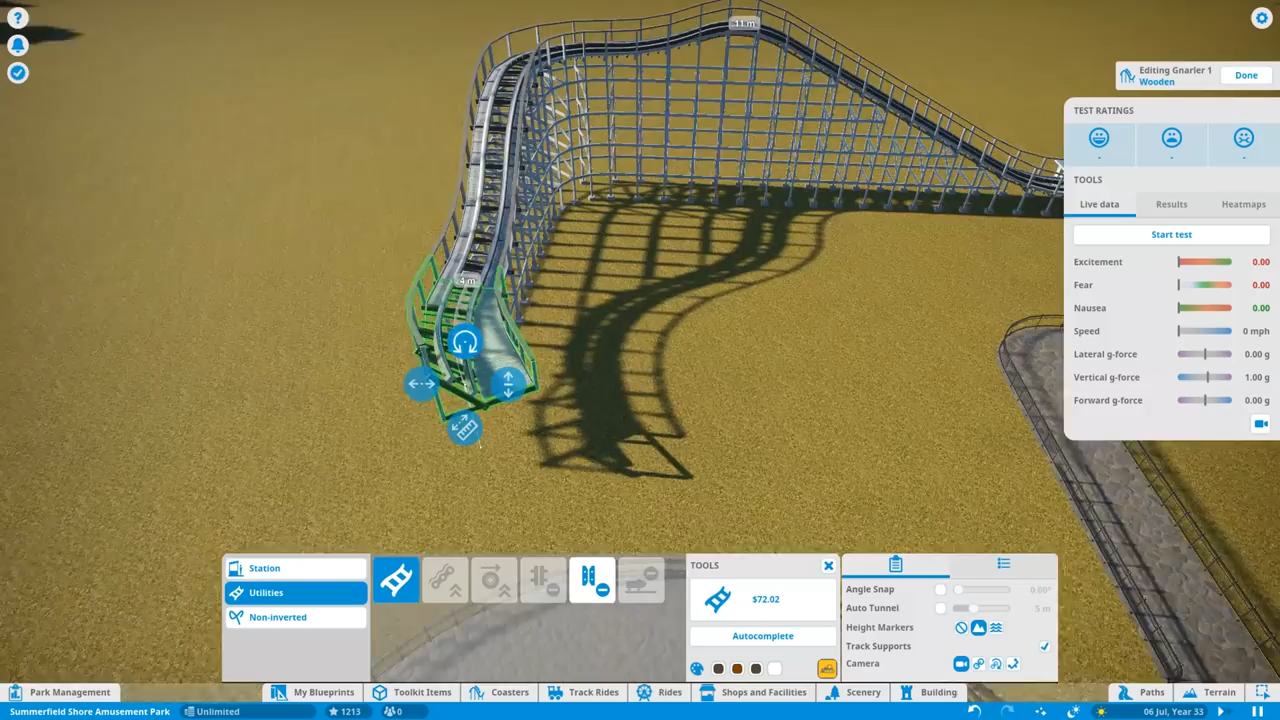 ?
11 m
Editing Gnarler 1
Wooden
Done
TEST RATINGS
- - -
TOOLS
Live data Results Heatmaps
Start test
Excitement 0.00
Fear 0.00
Nausea 0.00
Speed 0 mph
Lateral g-force 0.00 g
Vertical g-force 1.00 g
Forward g-force 0.00 g
4 m
Station
Utilities
Non-inverted
TOOLS
$72.02
Autocomplete
Angle Snap 0.00°
Auto Tunnel 5 m
Height Markers
Track Supports
Camera
Park Management My Blueprints Toolkit Items Coasters Track Rides Rides Shops and Facilities Scenery Building Paths Terrain
Summerfield Shore Amusement Park Unlimited 1213 0 06 Jul, Year 33